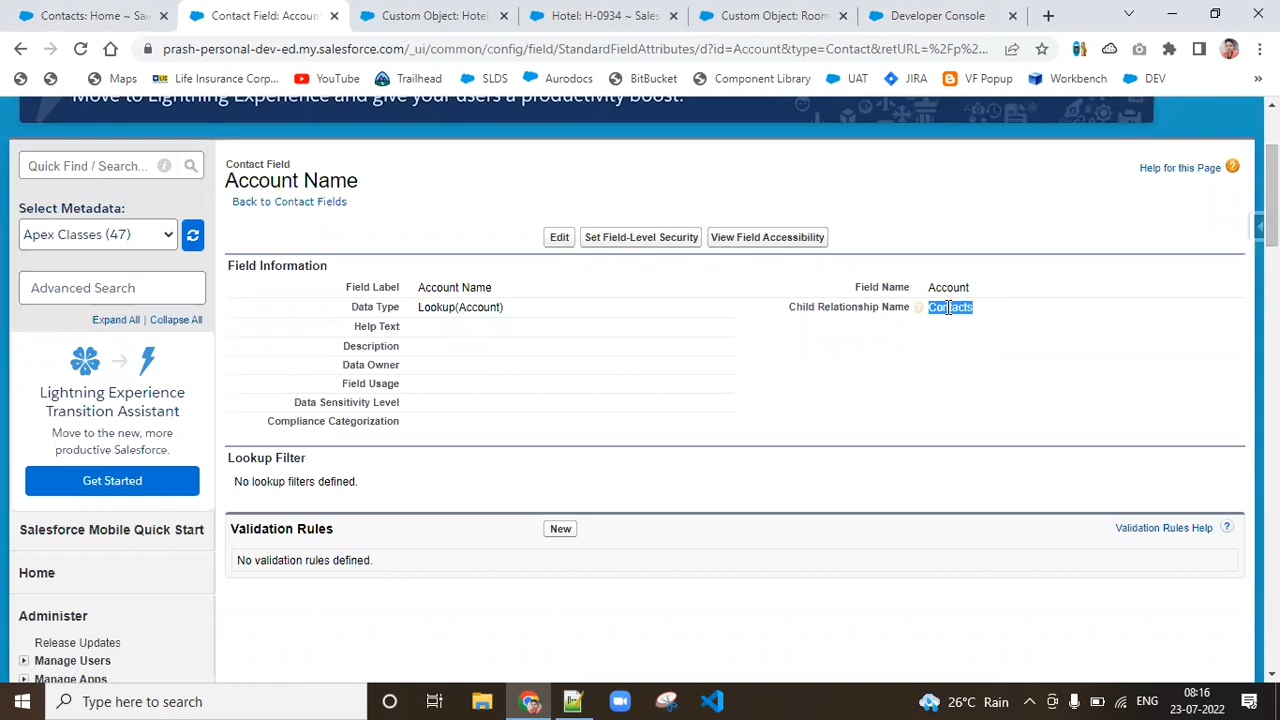 Contacts: Home ~ Sa
Contact Field: Accoun
Custom Object: Hotel
Hotel: H-0934 ~ Sales
Custom Object: Room
Developer Console
prash-personal-dev-ed.my.salesforce.com/_ui/common/config/field/StandardFieldAttributes/d?id=Account&type=Contact&retURL=%2Fp%2...
Maps
Life Insurance Corp...
YouTube
Trailhead
SLDS
Aurodocs
BitBucket
Component Library
UAT
JIRA
VF Popup
Workbench
DEV
»
Move to Lightning Experience and give your users a productivity boost.
Quick Find / Search...
Select Metadata:
Apex Classes (47)
Advanced Search
Expand All | Collapse All
Lightning Experience
Transition Assistant
Move to the new, more
productive Salesforce.
Get Started
Salesforce Mobile Quick Start
Home
Administer
Release Updates
Manage Users
Manage Apps
Contact Field
Account Name
Back to Contact Fields
Help for this Page
Edit
Set Field-Level Security
View Field Accessibility
Field Information
Field Label Account Name
Field Name Account
Data Type Lookup(Account)
Child Relationship Name Contacts
Help Text
Description
Data Owner
Field Usage
Data Sensitivity Level
Compliance Categorization
Lookup Filter
No lookup filters defined.
Validation Rules
New
Validation Rules Help ?
No validation rules defined.
Type here to search
26°C Rain
ENG
08:16
23-07-2022